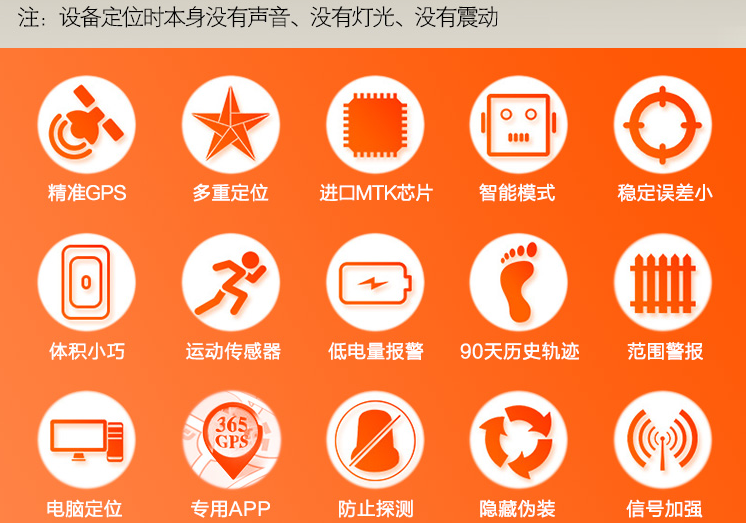 注：设备定位时本身没有声音、没有灯光、没有震动
精准GPS
多重定位
进口MTK芯片
智能模式
稳定误差小
体积小巧
运动传感器
低电量报警
90天历史轨迹
范围警报
365
GPS
电脑定位
专用APP
防止探测
隐藏伪装
信号加强